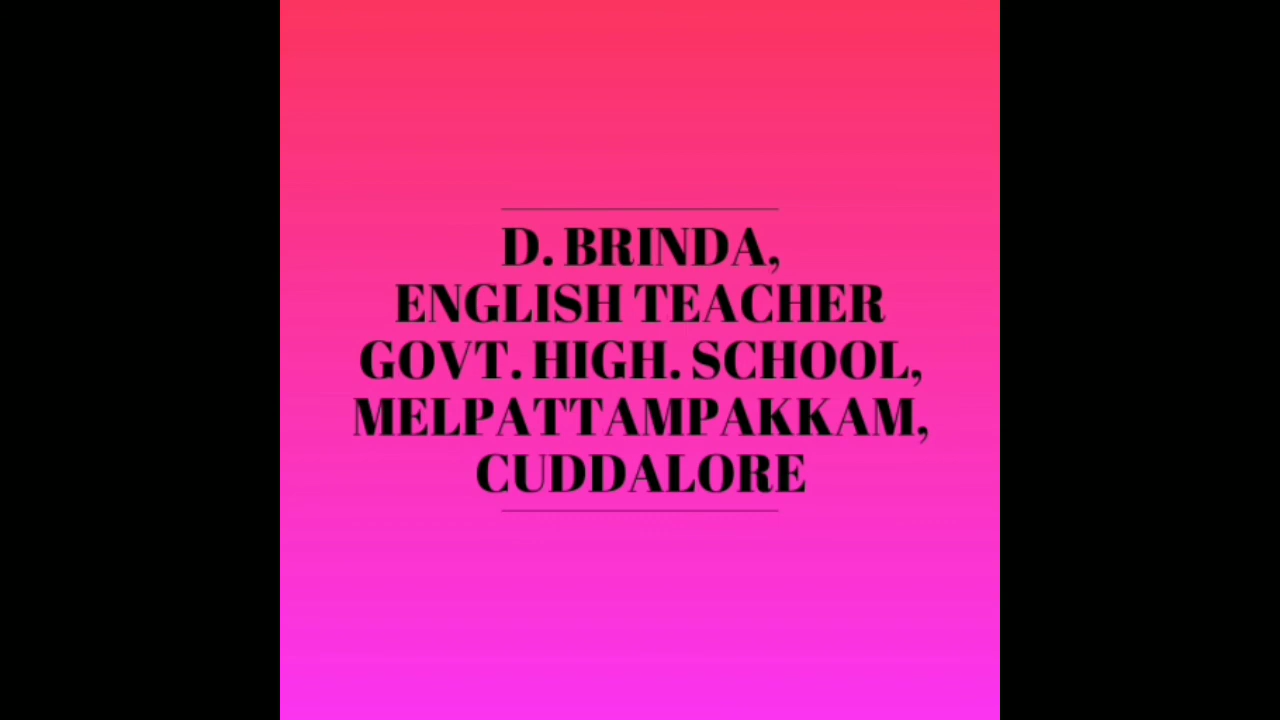 D. BRINDA,
ENGLISH TEACHER
GOVT. HIGH. SCHOOL,
MELPATTAMPAKKAM,
CUDDALORE